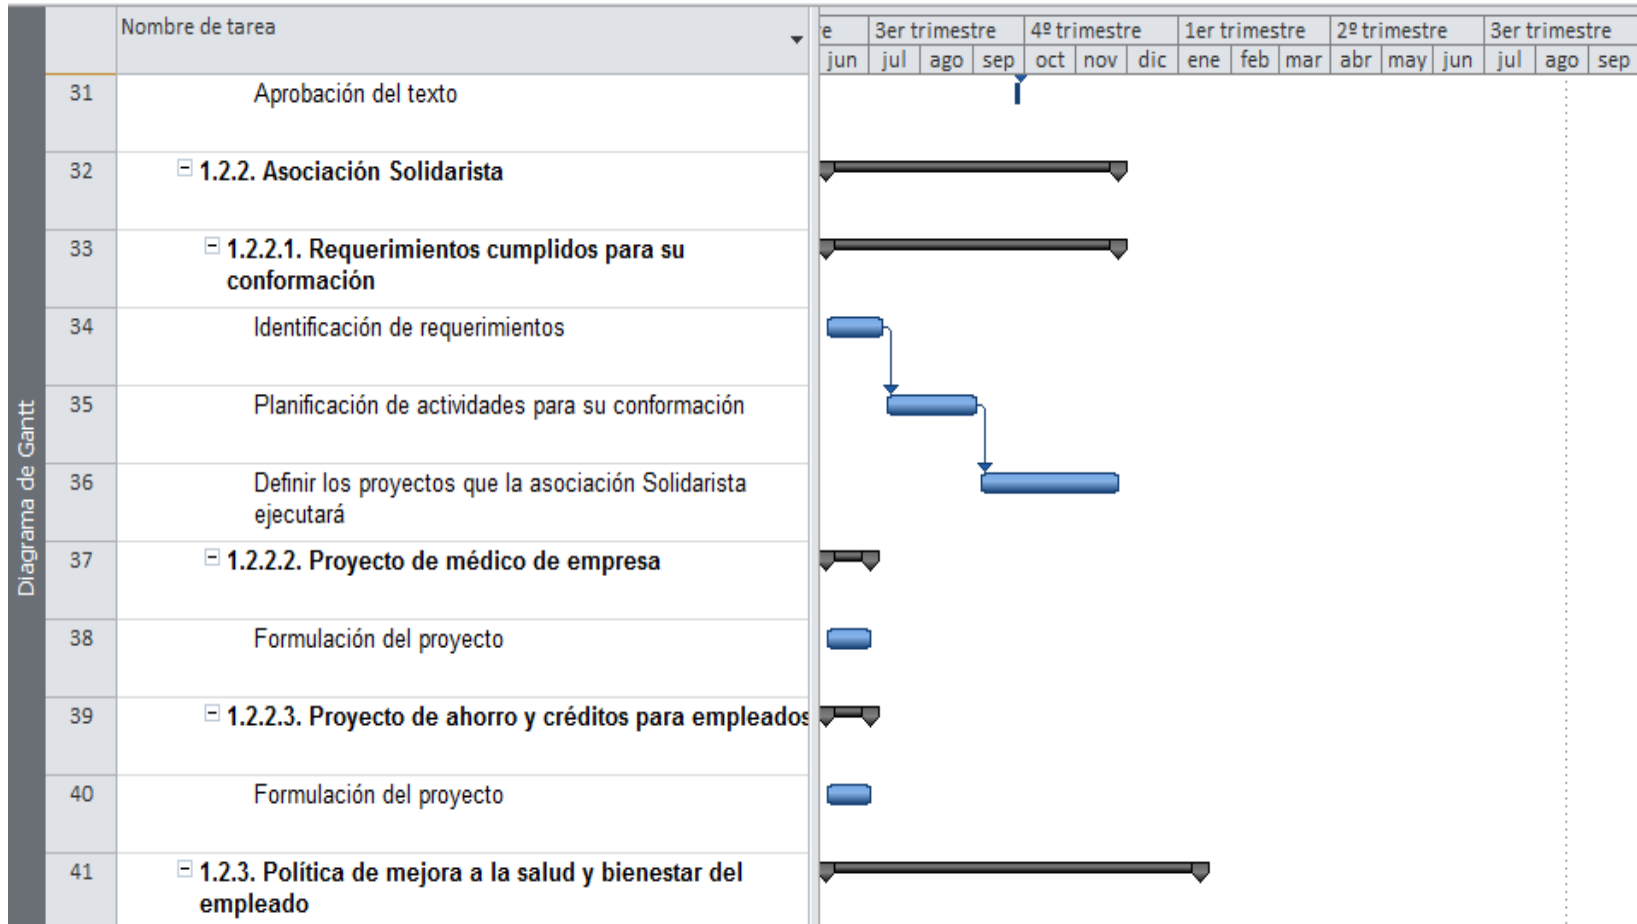 Nombre de tarea
e 3er trimestre 4º trimestre 1er trimestre 2º trimestre 3er trimestre
jun jul ago sep oct nov dic ene feb mar abr may jun jul ago sep
31 Aprobación del texto
32 1.2.2. Asociación Solidarista
33 1.2.2.1. Requerimientos cumplidos para su
conformación
34 Identificación de requerimientos
35 Planificación de actividades para su conformación
36 Definir los proyectos que la asociación Solidarista
ejecutará
37 1.2.2.2. Proyecto de médico de empresa
38 Formulación del proyecto
39 1.2.2.3. Proyecto de ahorro y créditos para empleados
40 Formulación del proyecto
41 1.2.3. Política de mejora a la salud y bienestar del
empleado
Diagrama de Gantt